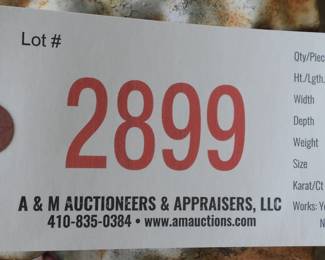 Lot #
2899
A & M AUCTIONEERS & APPRAISERS, LLC
410-835-0384 • www.amauctions.com
Qty/Piec
Ht./Lgth.
Width
Depth
Weight
Size
Karat/Ct
Works: Ye
N